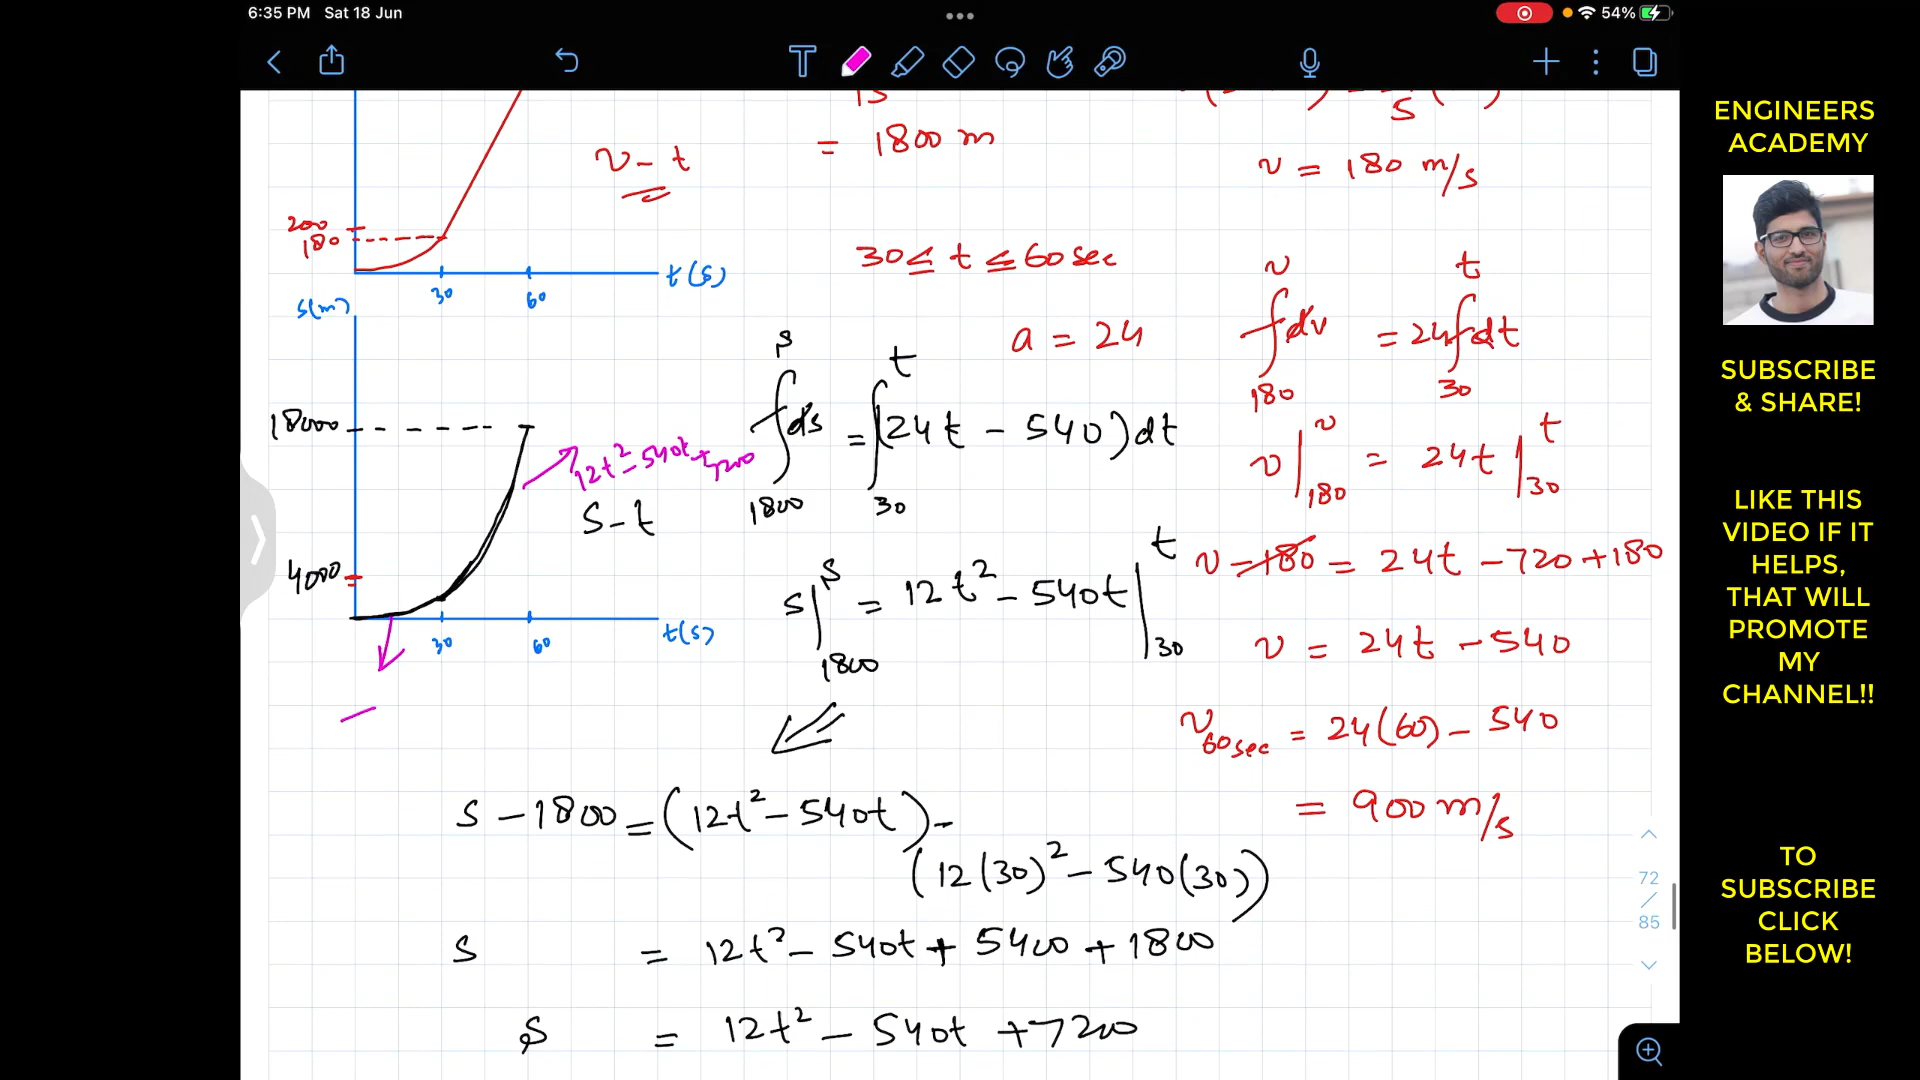 6:35 PM Sat 18 Jun
54%
= 1800 m
v - t
200
180
30
60
t(s)
v = 180 m/s
30 ≤ t ≤ 60 sec
a = 24
∫₁₈₀^v dv = 24∫₃₀^t dt
v|₁₈₀^v = 24t|₃₀^t
v - 180 = 24t - 720 + 180
v = 24t - 540
v60sec = 24(60) - 540
= 900 m/s
s(m)
18000
4000
30
60
t(s)
12t² - 540t + 7200
S - t
∫₁₈₀₀^s ds = ∫₃₀^t (24t - 540)dt
s|₁₈₀₀^s = 12t² - 540t|₃₀^t
s - 1800 = (12t² - 540t) -
(12(30)² - 540(30))
s = 12t² - 540t + 5400 + 1800
s = 12t² - 540t + 7200
72
/
85
ENGINEERS
ACADEMY
SUBSCRIBE
& SHARE!
LIKE THIS
VIDEO IF IT
HELPS,
THAT WILL
PROMOTE
MY
CHANNEL!!
TO
SUBSCRIBE
CLICK
BELOW!